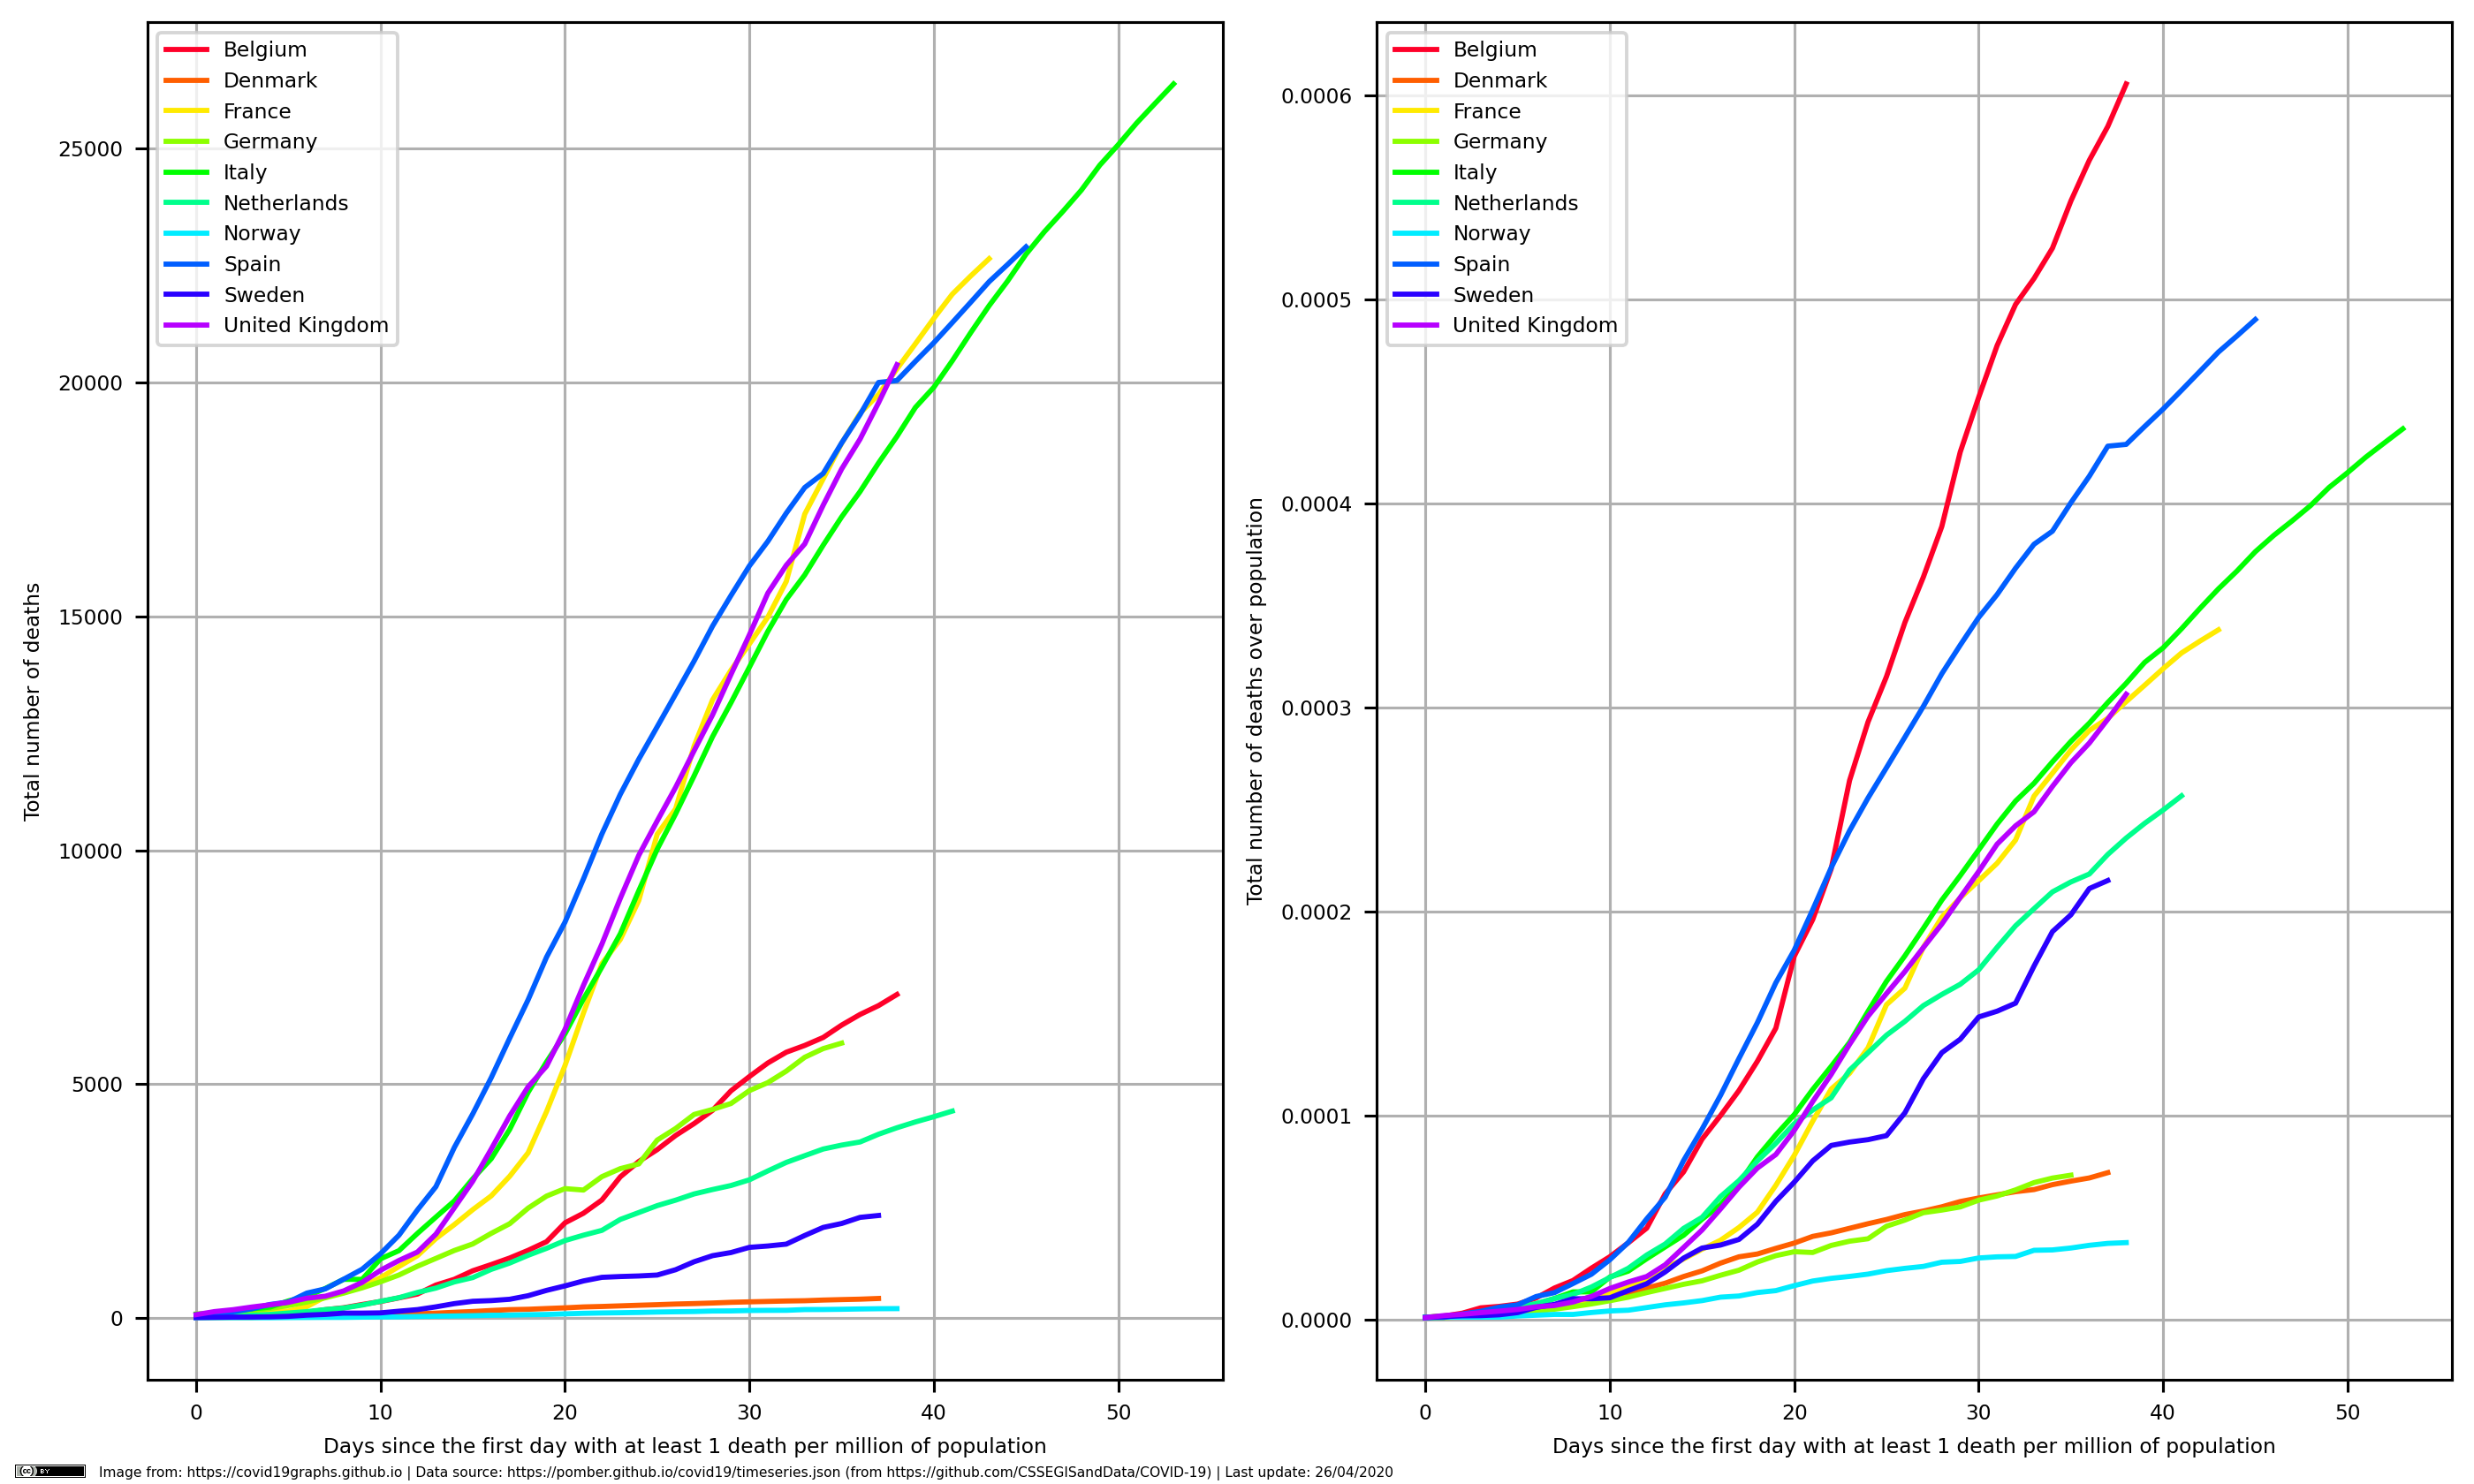 Belgium
Denmark
France
Germany
Italy
Netherlands
Norway
Spain
Sweden
United Kingdom
25000
20000
15000
10000
5000
0
Total number of deaths
0 10 20 30 40 50
Days since the first day with at least 1 death per million of population
Belgium
Denmark
France
Germany
Italy
Netherlands
Norway
Spain
Sweden
United Kingdom
0.0006
0.0005
0.0004
0.0003
0.0002
0.0001
0.0000
Total number of deaths over population
0 10 20 30 40 50
Days since the first day with at least 1 death per million of population
cc BY
Image from: https://covid19graphs.github.io | Data source: https://pomber.github.io/covid19/timeseries.json (from https://github.com/CSSEGISandData/COVID-19) | Last update: 26/04/2020